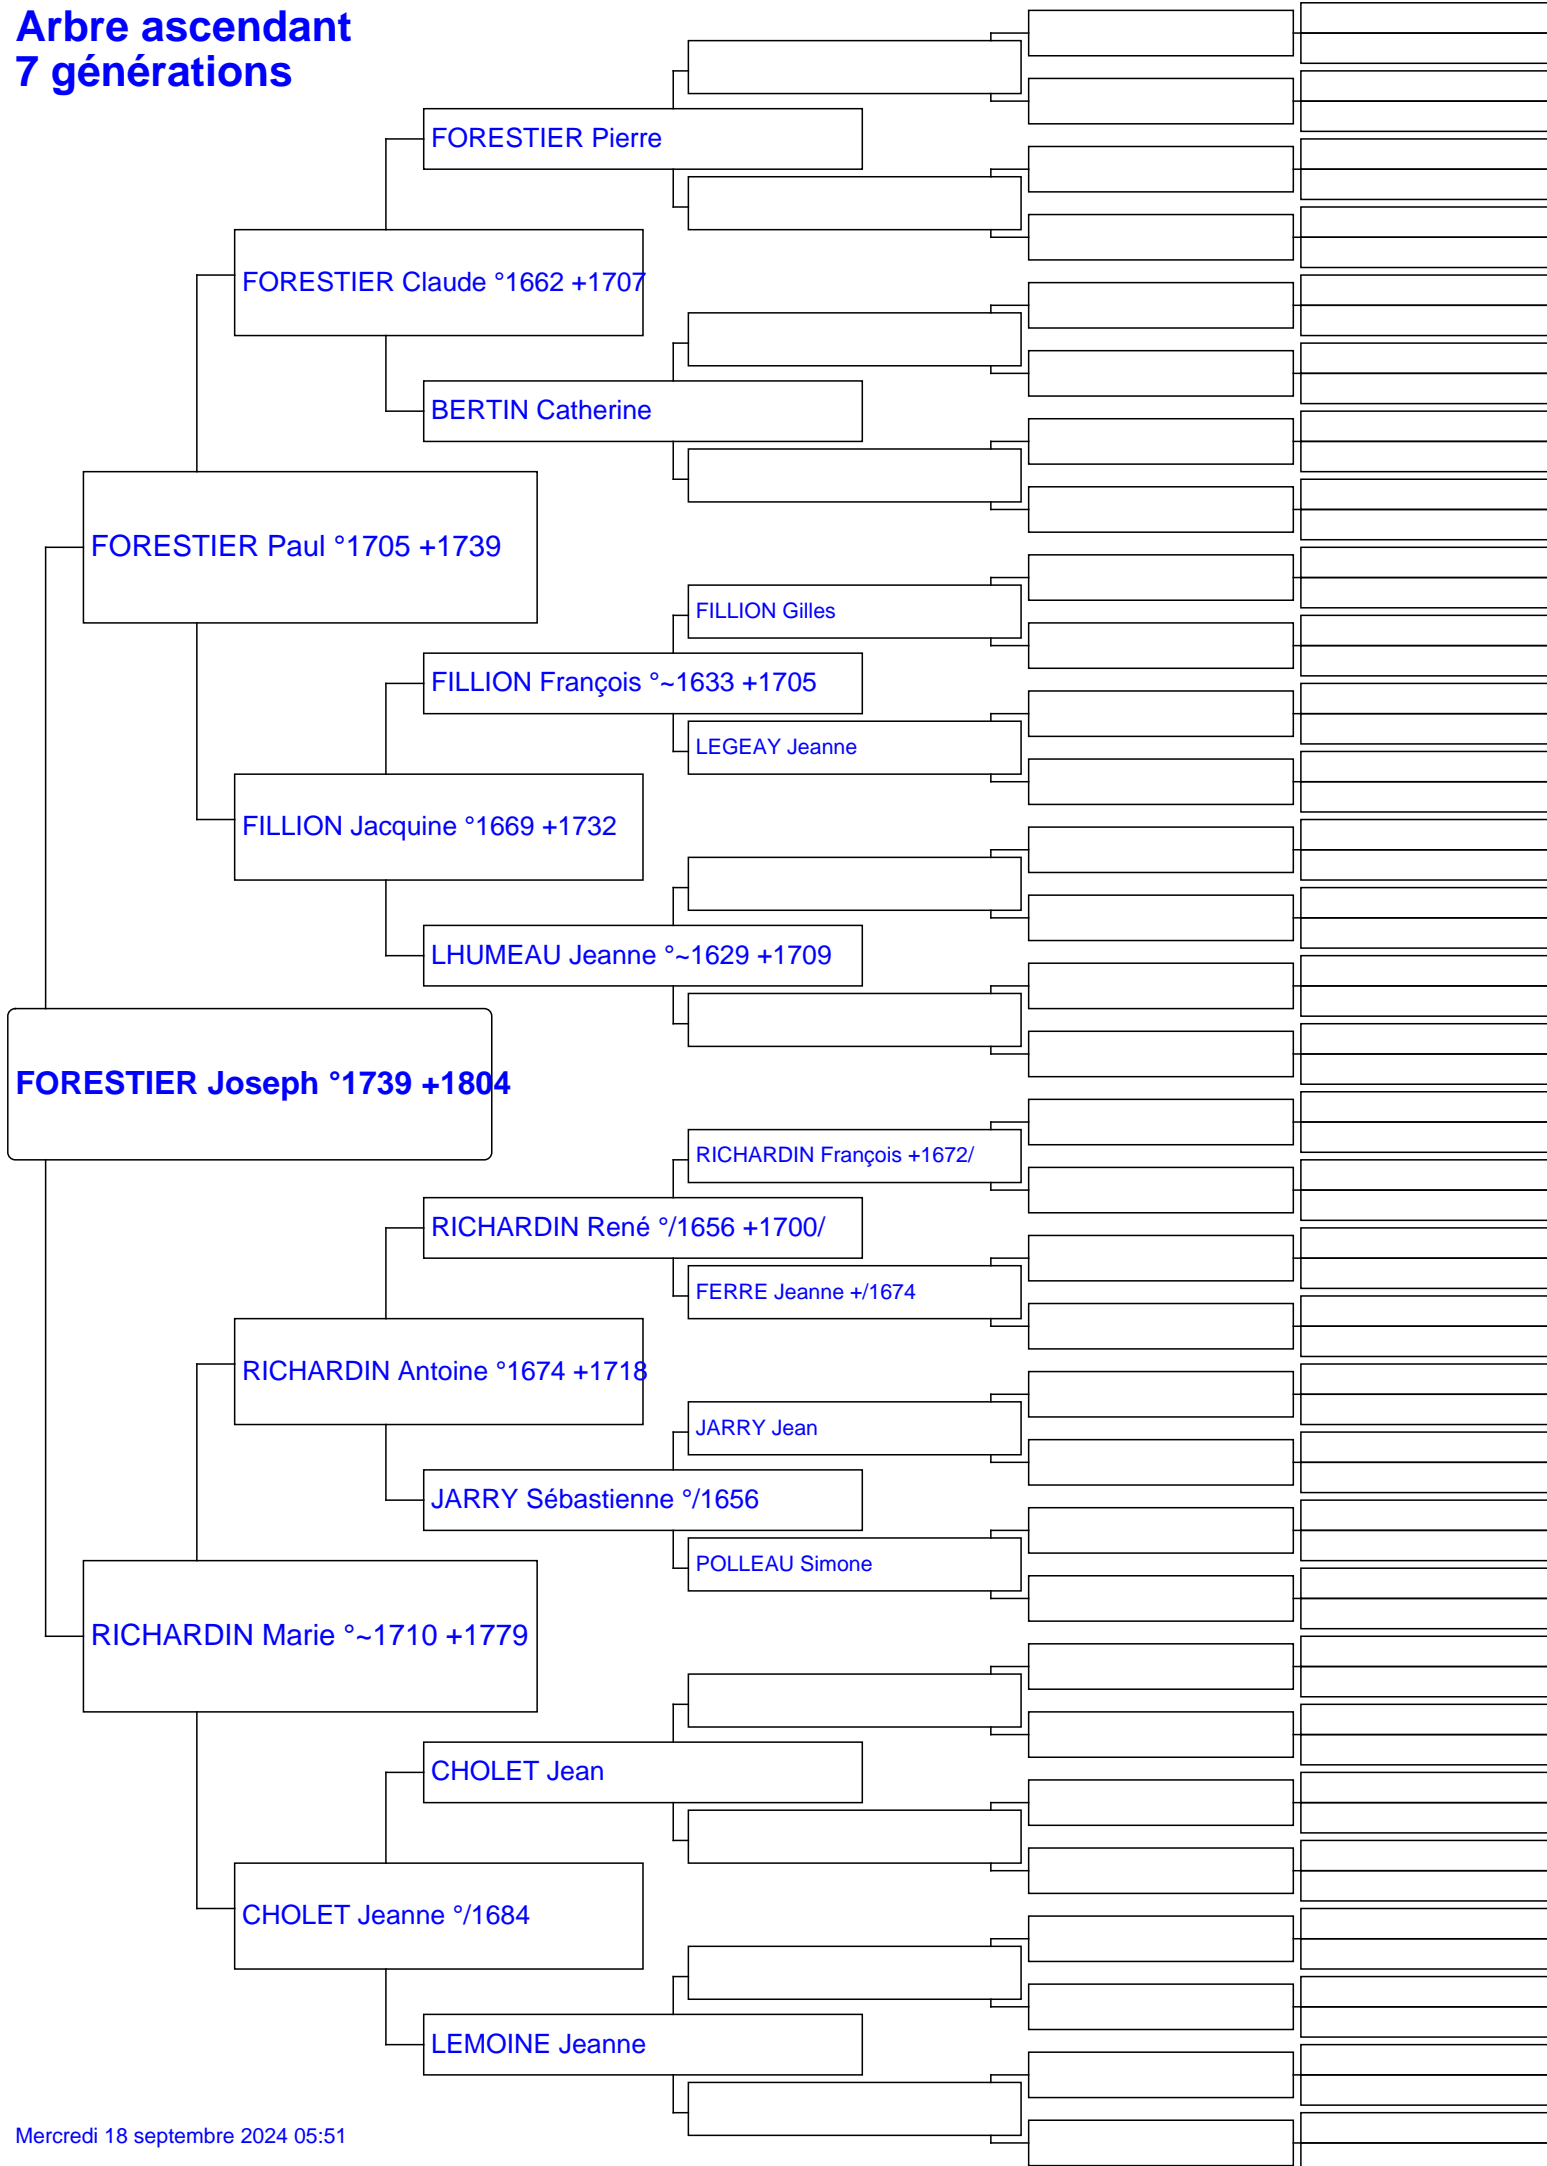 Arbre ascendant
7 générations
FORESTIER Pierre
FORESTIER Claude °1662 +1707
BERTIN Catherine
FORESTIER Paul °1705 +1739
FILLION Gilles
FILLION François °~1633 +1705
LEGEAY Jeanne
FILLION Jacquine °1669 +1732
LHUMEAU Jeanne °~1629 +1709
FORESTIER Joseph °1739 +1804
RICHARDIN François +1672/
RICHARDIN René °/1656 +1700/
FERRE Jeanne +/1674
RICHARDIN Antoine °1674 +1718
JARRY Jean
JARRY Sébastienne °/1656
POLLEAU Simone
RICHARDIN Marie °~1710 +1779
CHOLET Jean
CHOLET Jeanne °/1684
LEMOINE Jeanne
Mercredi 18 septembre 2024 05:51